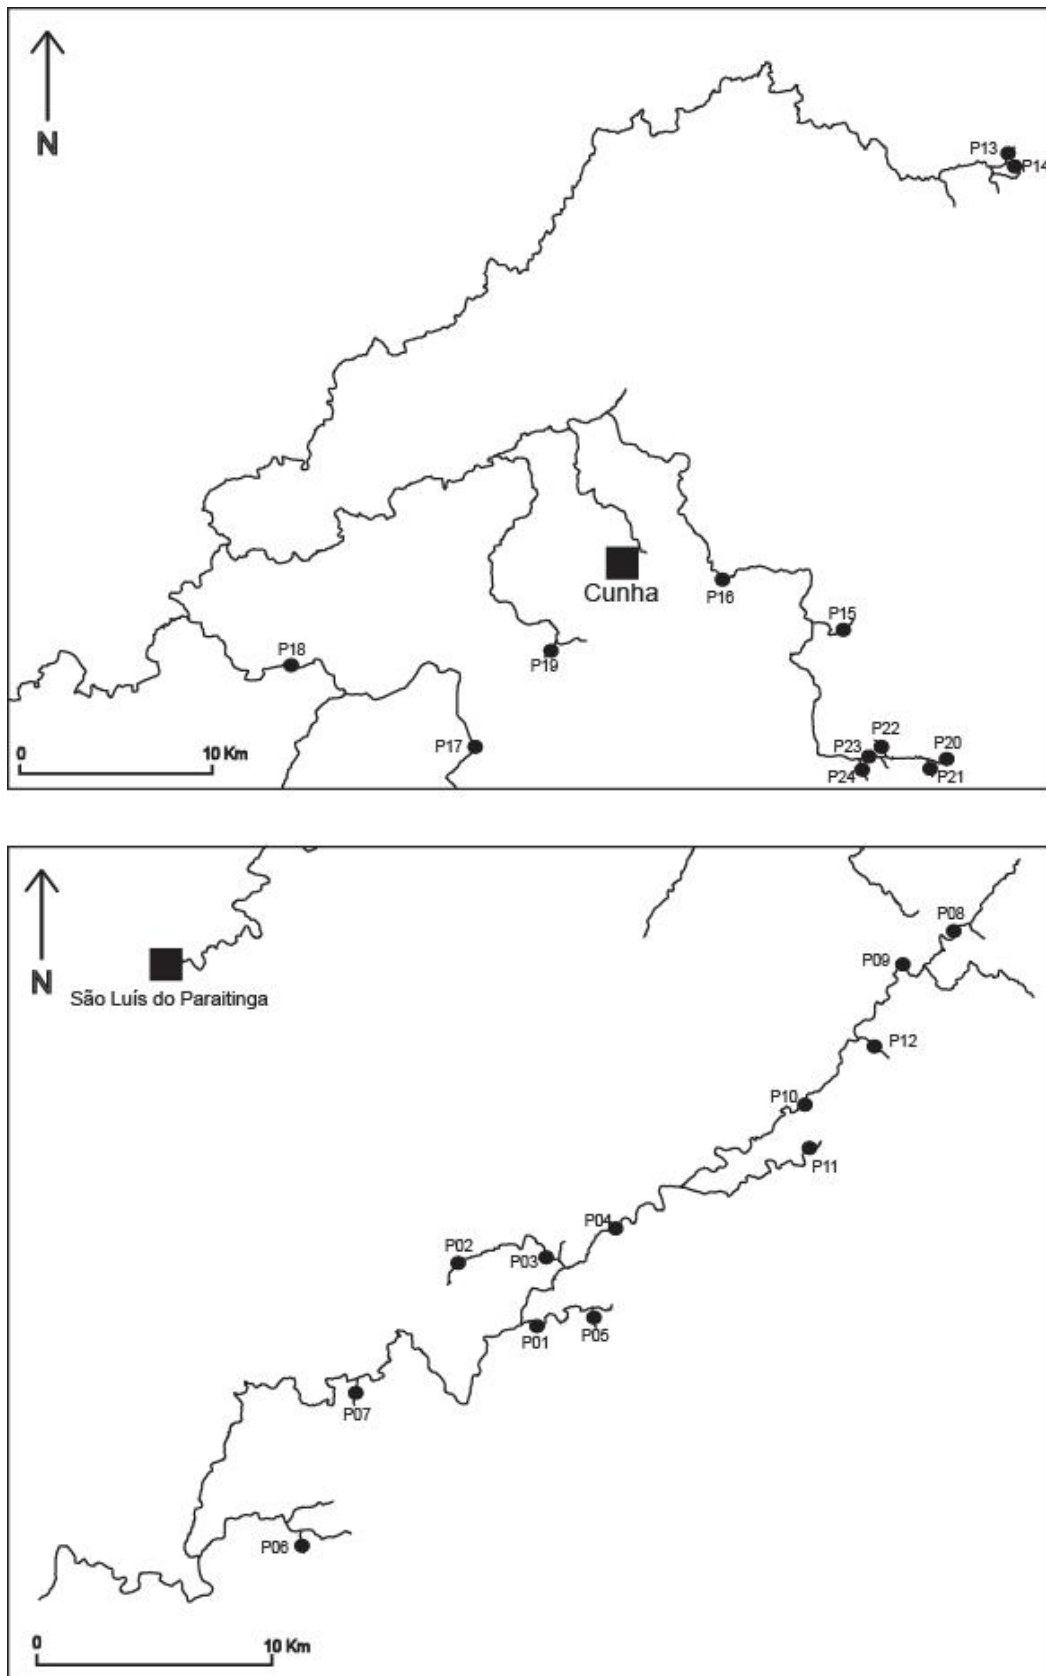 N
P13
P14
Cunha
P16
P15
P19
P18
P17
P22
P23
P20
P24
P21
0 10 Km
N
São Luís do Paraitinga
P08
P09
P12
P10
P11
P04
P02
P03
P01
P05
P07
P06
0 10 Km